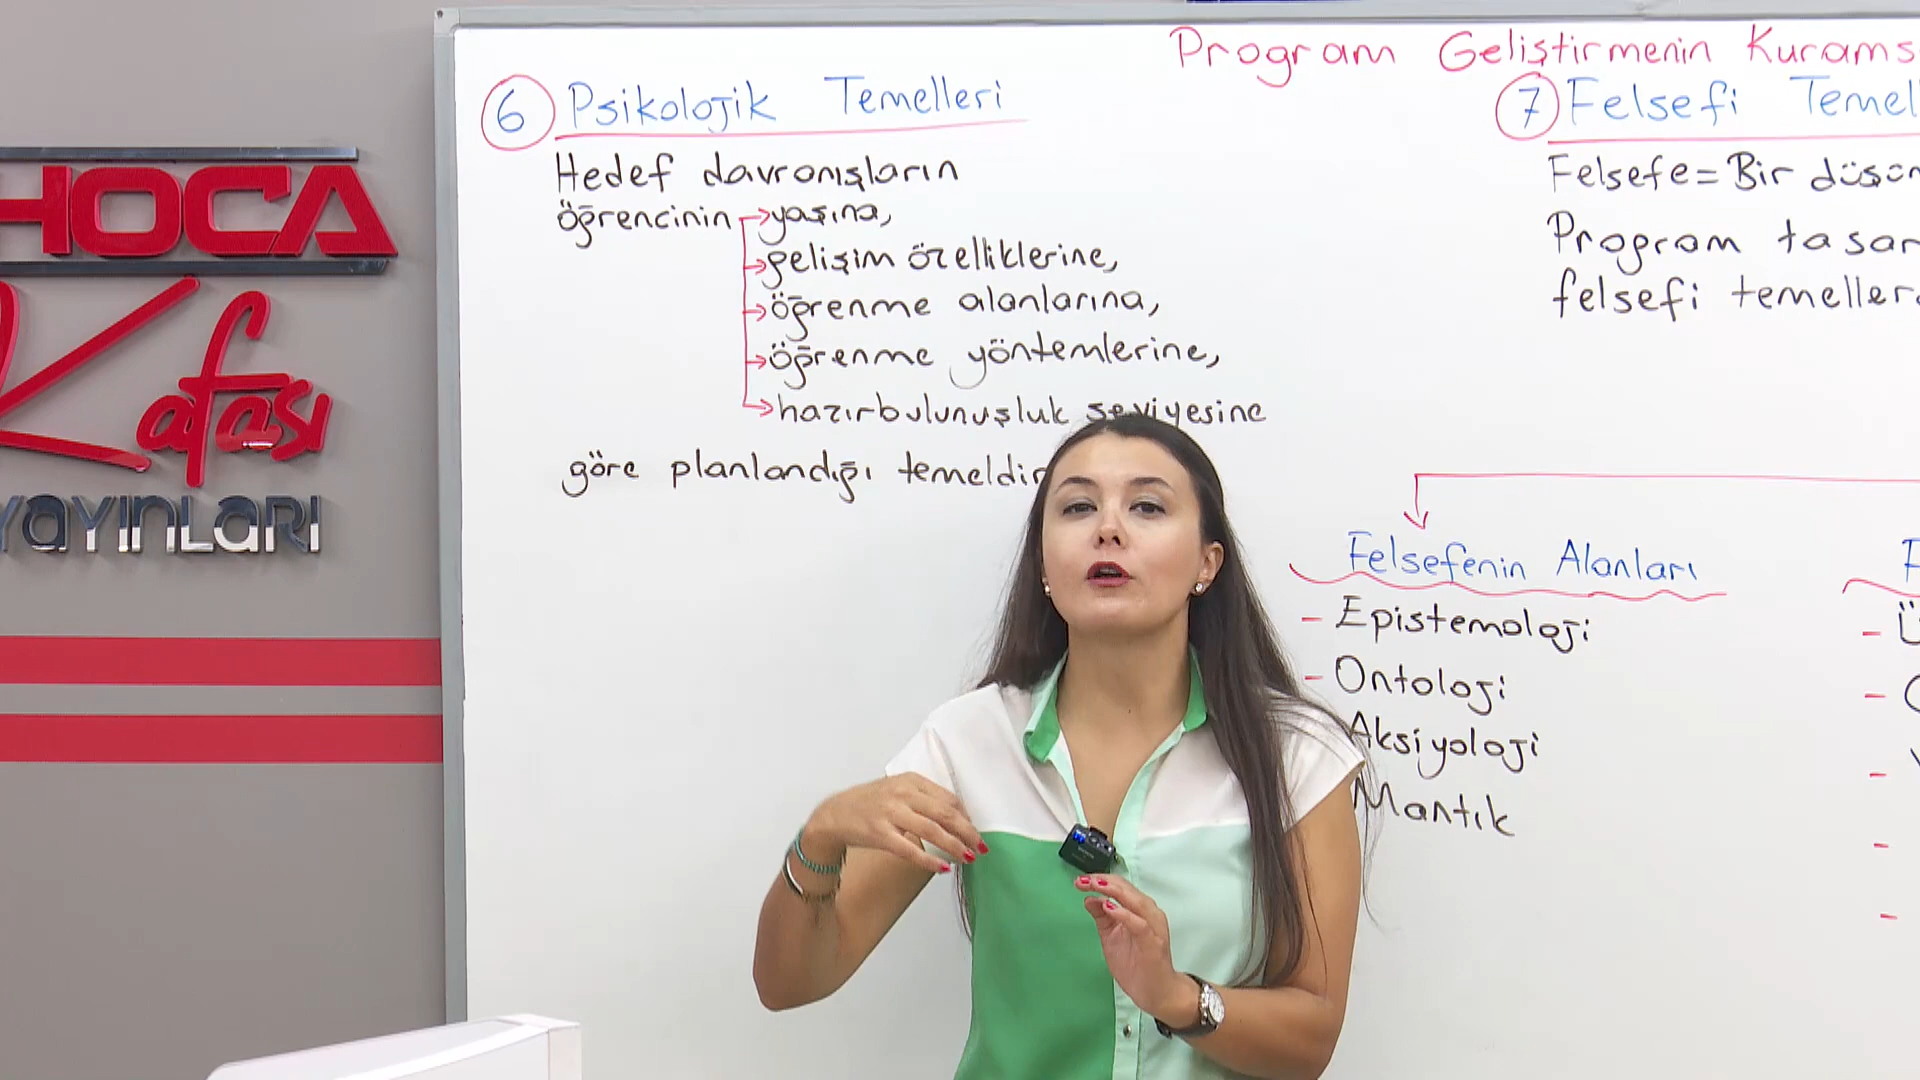 HOCA
Kafası
YAYINLARI
Program Geliştirmenin Kurams
6 Psikolojik Temelleri
Hedef davranışların
öğrencinin → yaşına,
→ gelişim özelliklerine,
→ öğrenme alanlarına,
→ öğrenme yöntemlerine,
→ hazırbulunuşluk seviyesine
göre planlandığı temeldir
7 Felsefi Temel
Felsefe = Bir düşün
Program tasar
felsefi temeller
Felsefenin Alanları
- Epistemoloji
- Ontoloji
Aksiyoloji
Mantık